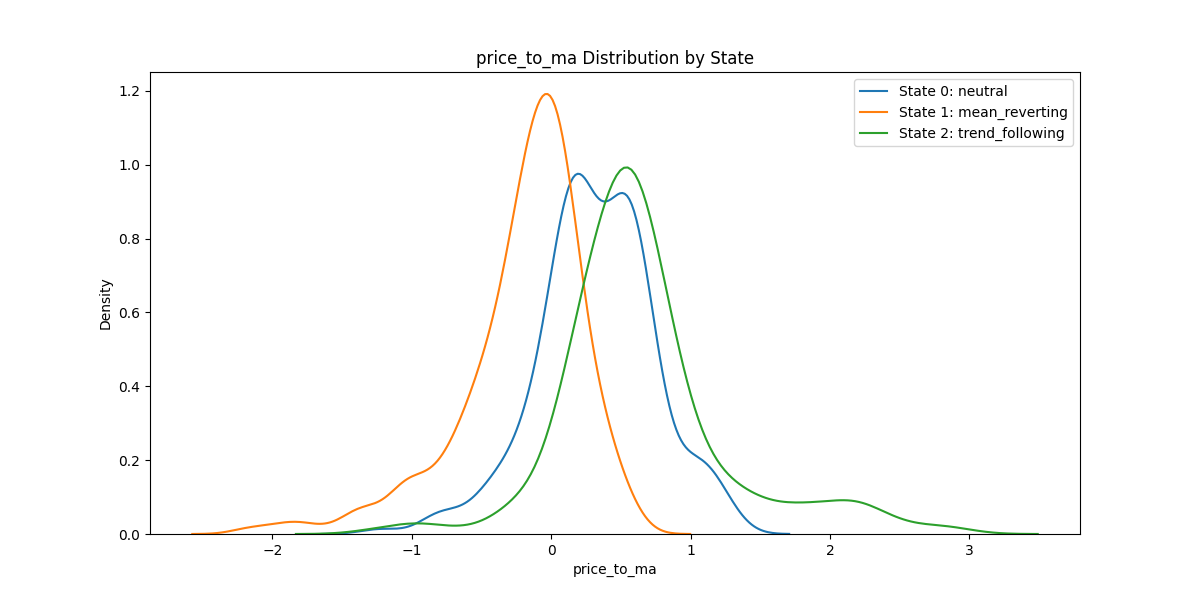 price_to_ma Distribution by State
State 0: neutral
State 1: mean_reverting
State 2: trend_following
1.2
1.0
0.8
0.6
0.4
0.2
0.0
Density
−2
−1
0
1
2
3
price_to_ma